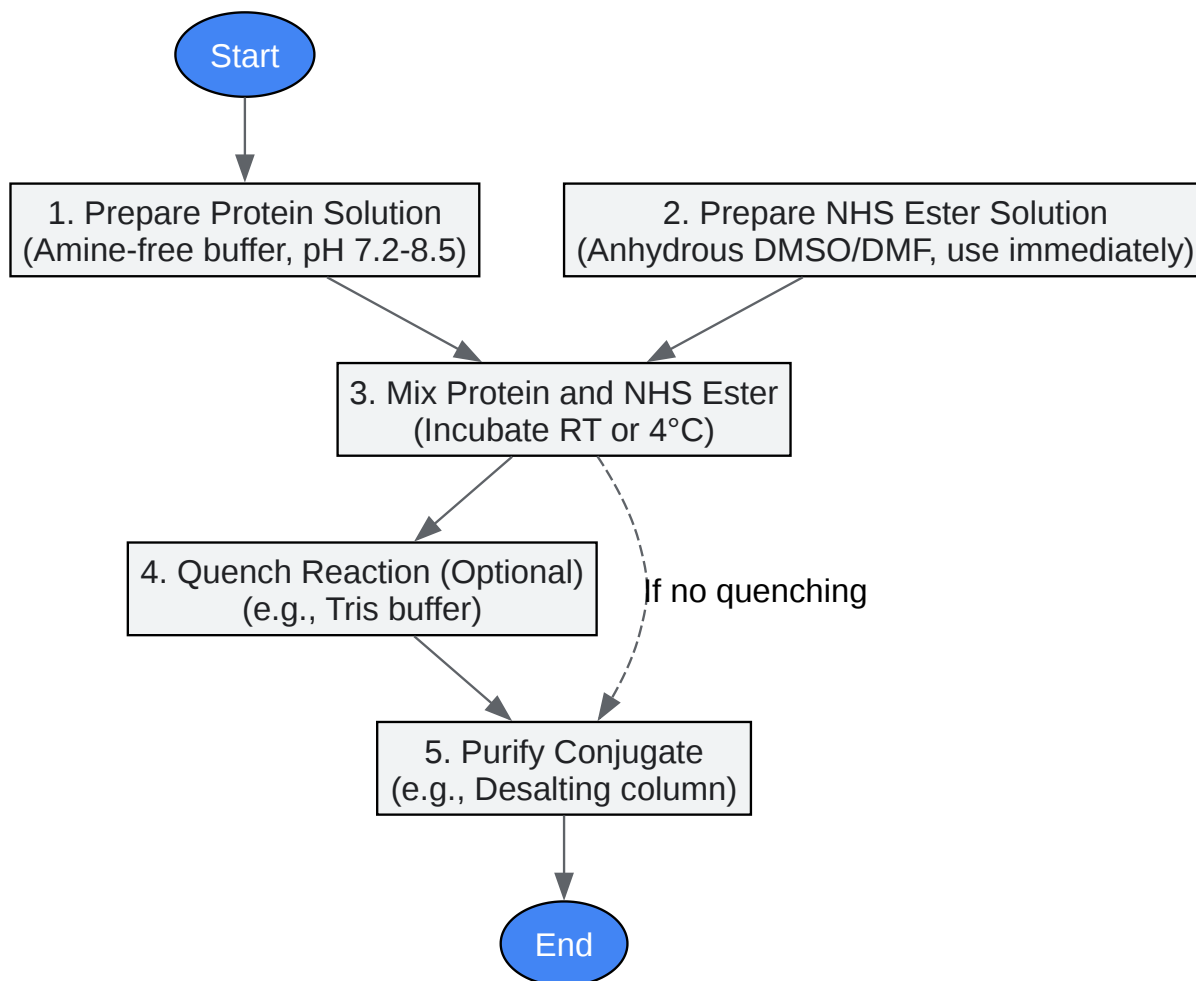 Start
1. Prepare Protein Solution
(Amine-free buffer, pH 7.2-8.5)
2. Prepare NHS Ester Solution
(Anhydrous DMSO/DMF, use immediately)
3. Mix Protein and NHS Ester
(Incubate RT or 4°C)
4. Quench Reaction (Optional)
(e.g., Tris buffer)
If no quenching
5. Purify Conjugate
(e.g., Desalting column)
End